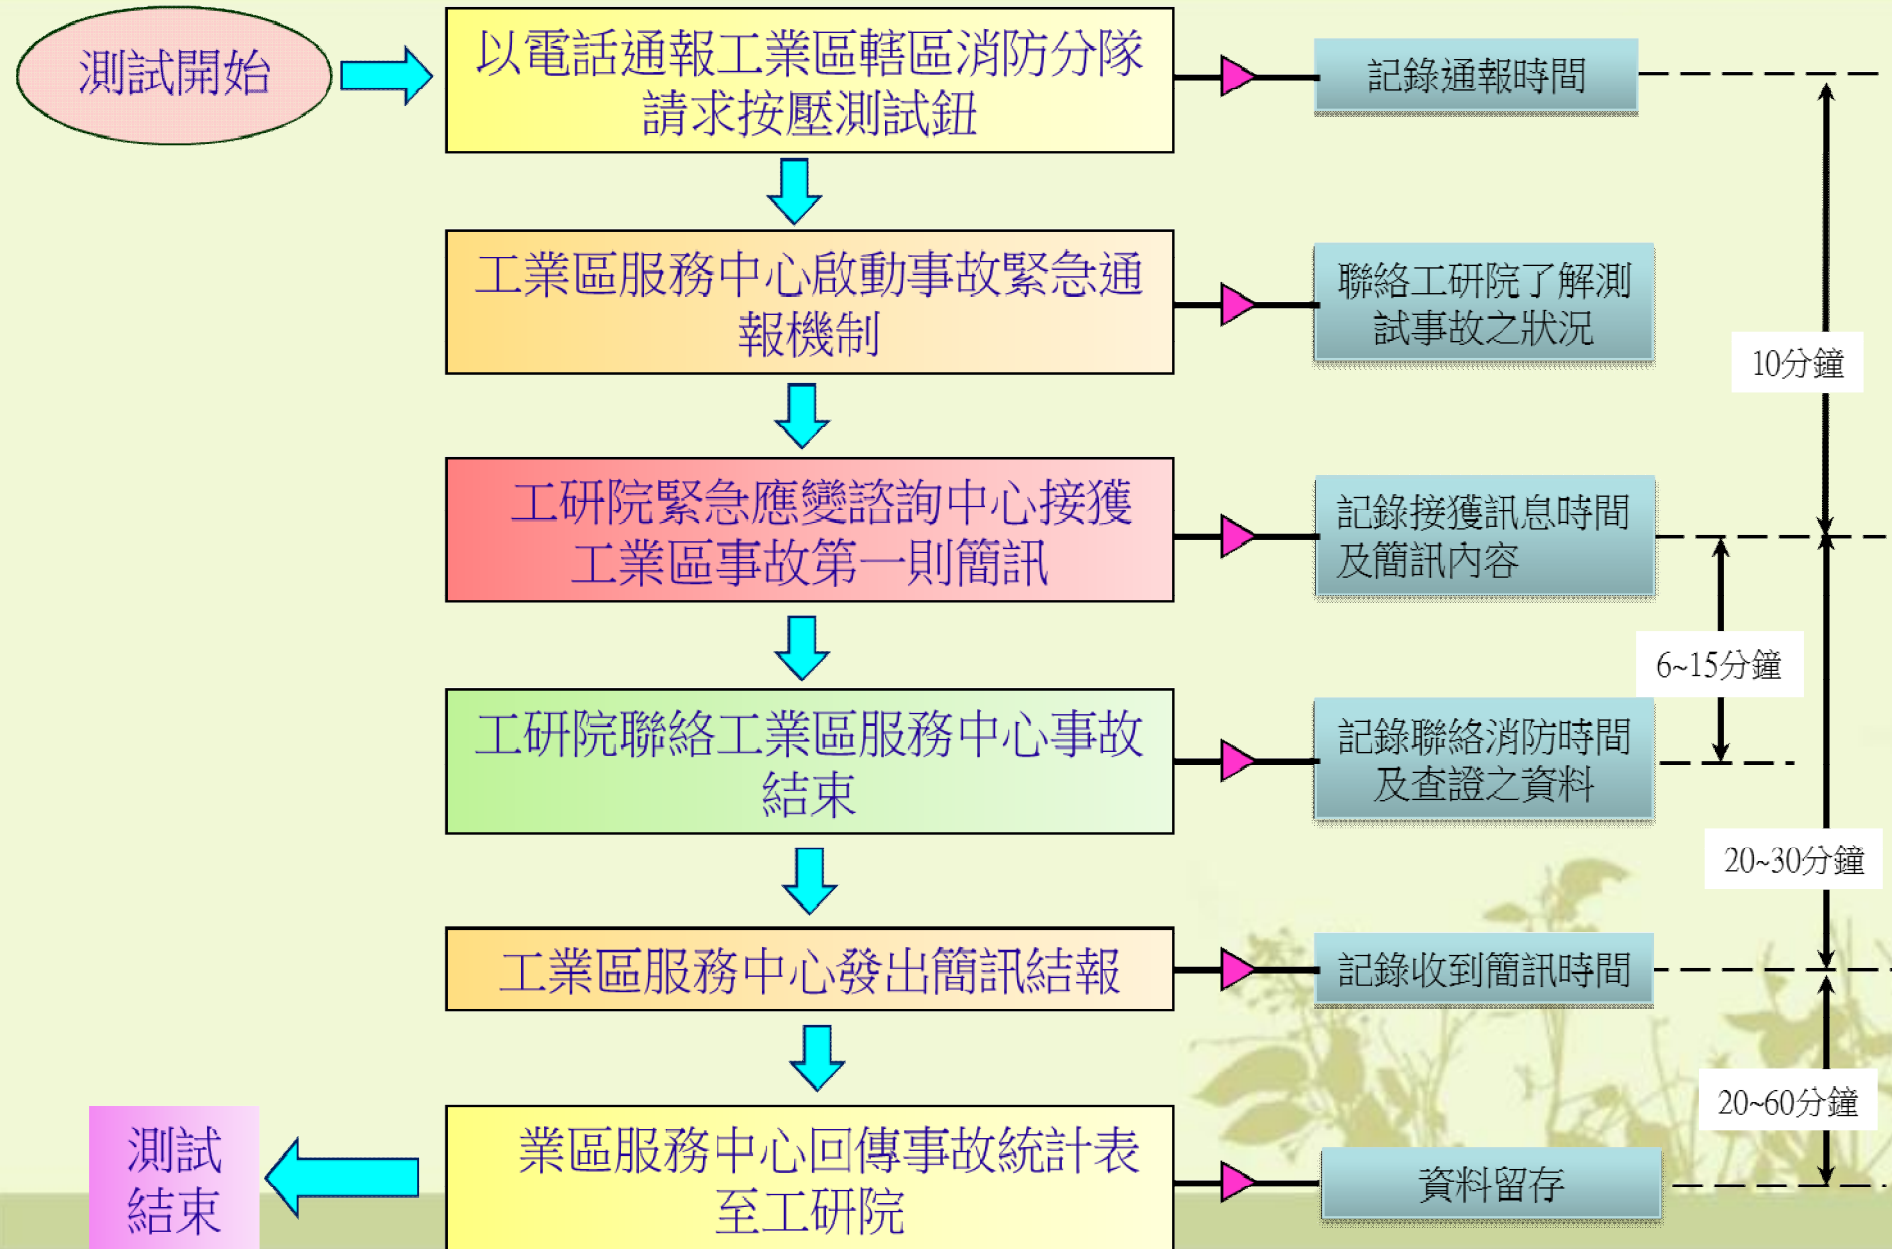 測試開始
以電話通報工業區轄區消防分隊
請求按壓測試鈕
記錄通報時間
工業區服務中心啟動事故緊急通
報機制
聯絡工研院了解測
試事故之狀況
10分鐘
工研院緊急應變諮詢中心接獲
工業區事故第一則簡訊
記錄接獲訊息時間
及簡訊內容
6~15分鐘
工研院聯絡工業區服務中心事故
結束
記錄聯絡消防時間
及查證之資料
20~30分鐘
工業區服務中心發出簡訊結報
記錄收到簡訊時間
20~60分鐘
業區服務中心回傳事故統計表
至工研院
資料留存
測試
結束